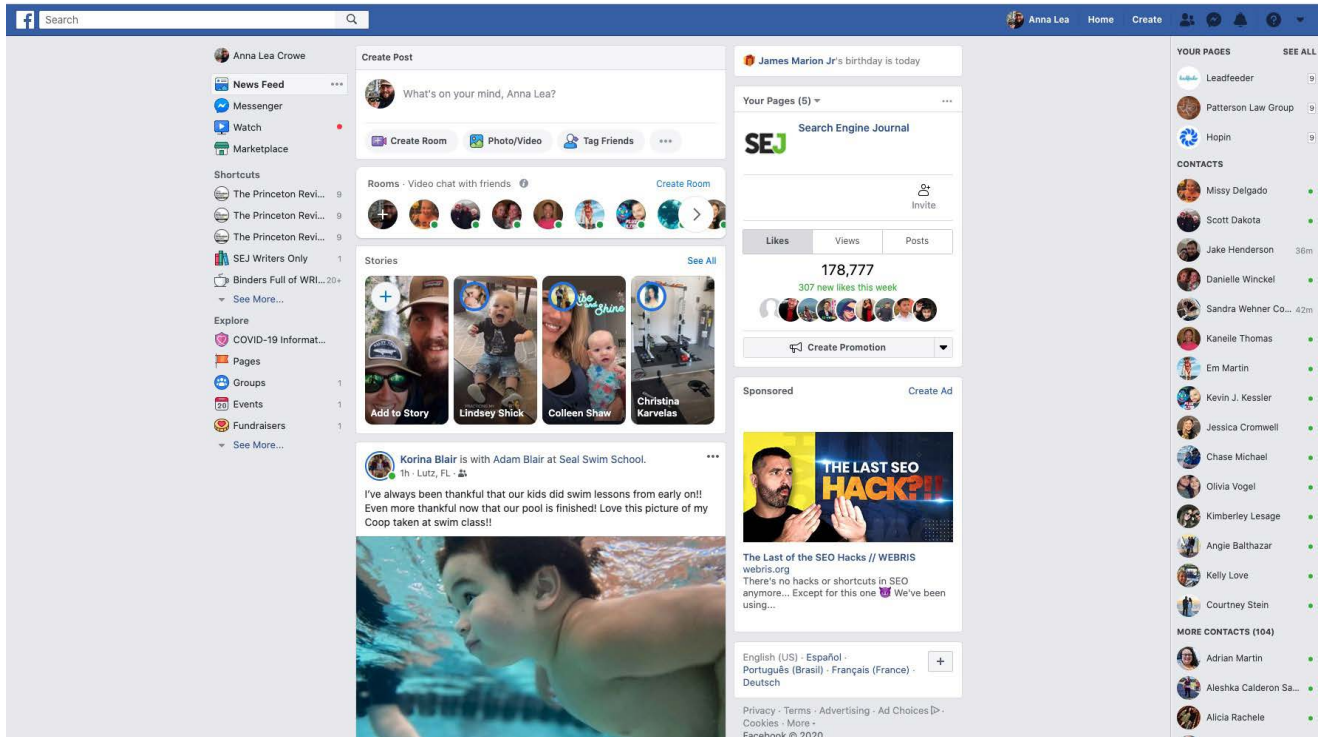 f
Search
Anna Lea Home Create
Anna Lea Crowe
News Feed
Messenger
Watch
Marketplace
Shortcuts
The Princeton Revi... 9
The Princeton Revi... 9
The Princeton Revi... 9
SEJ Writers Only 1
Binders Full of WRI... 20+
See More...
Explore
COVID-19 Informat...
Pages
Groups 1
20 Events 1
Fundraisers 1
See More...
Create Post
What's on your mind, Anna Lea?
Create Room Photo/Video Tag Friends
Rooms · Video chat with friends Create Room
Stories See All
Rise
and Shine
Add to Story Lindsey Shick Colleen Shaw Christina
Karvelas
Korina Blair is with Adam Blair at Seal Swim School.
1h · Lutz, FL ·
I've always been thankful that our kids did swim lessons from early on!!
Even more thankful now that our pool is finished! Love this picture of my
Coop taken at swim class!!
James Marion Jr's birthday is today
Your Pages (5)
SEJ Search Engine Journal
Invite
Likes Views Posts
178,777
307 new likes this week
Create Promotion
Sponsored Create Ad
THE LAST SEO
HACK?!!
The Last of the SEO Hacks // WEBRIS
webris.org
There's no hacks or shortcuts in SEO
anymore... Except for this one 😈 We've been
using...
English (US) · Español ·
Português (Brasil) · Français (France) ·
Deutsch
Privacy · Terms · Advertising · Ad Choices ·
Cookies · More
Facebook © 2020
YOUR PAGES SEE ALL
Leadfeeder 9
Patterson Law Group 9
Hopin 9
CONTACTS
Missy Delgado
Scott Dakota
Jake Henderson 36m
Danielle Winckel
Sandra Wehner Co... 42m
Kaneile Thomas
Em Martin
Kevin J. Kessler
Jessica Cromwell
Chase Michael
Olivia Vogel
Kimberley Lesage
Angie Balthazar
Kelly Love
Courtney Stein
MORE CONTACTS (104)
Adrian Martin
Aleshka Calderon Sa...
Alicia Rachele